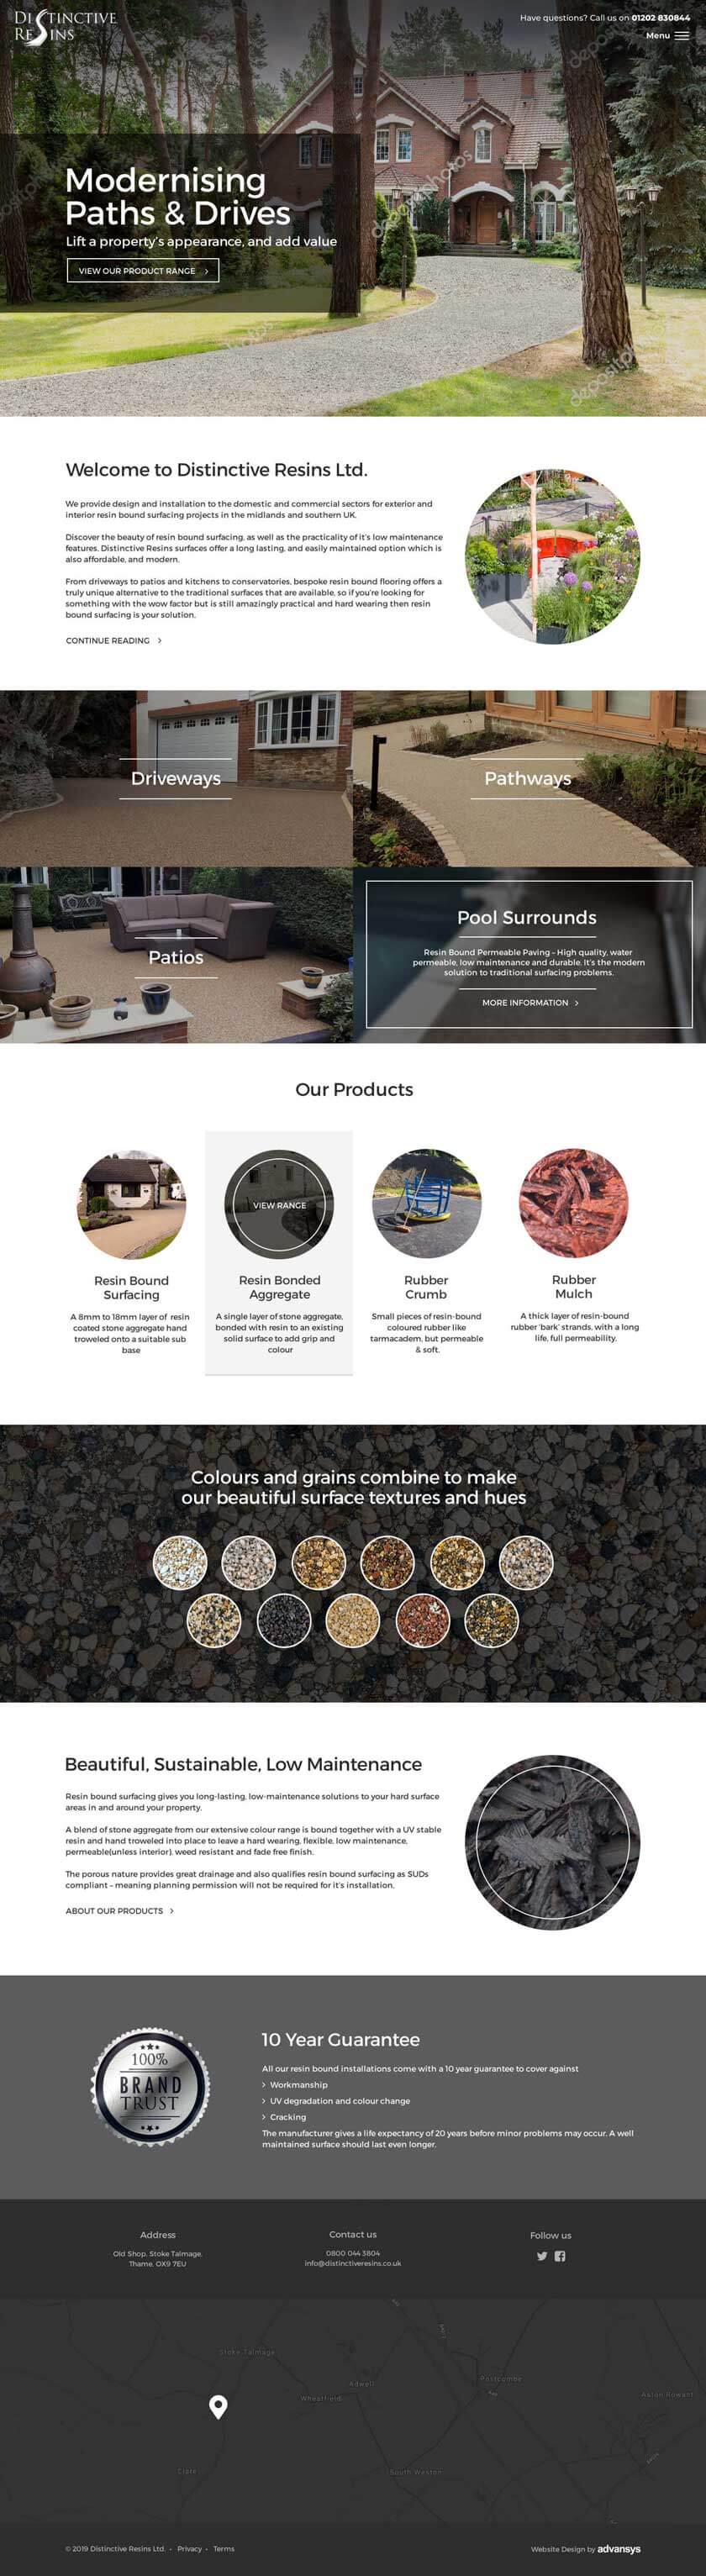 DISTINCTIVE
RESINS
Have questions? Call us on 01202 830844
Menu
depositphotos
Modernising
Paths & Drives
Lift a property's appearance, and add value
VIEW OUR PRODUCT RANGE >
Welcome to Distinctive Resins Ltd.
We provide design and installation to the domestic and commercial sectors for exterior and
interior resin bound surfacing projects in the midlands and southern UK.
Discover the beauty of resin bound surfacing, as well as the practicality of it's low maintenance
features. Distinctive Resins surfaces offer a long lasting, and easily maintained option which is
also affordable, and modern.
From driveways to patios and kitchens to conservatories, bespoke resin bound flooring offers a
truly unique alternative to the traditional surfaces that are available, so if you're looking for
something with the wow factor but is still amazingly practical and hard wearing then resin
bound surfacing is your solution.
CONTINUE READING >
Driveways
Pathways
Patios
Pool Surrounds
Resin Bound Permeable Paving – High quality, water
permeable, low maintenance and durable. It's the modern
solution to traditional surfacing problems.
MORE INFORMATION >
Our Products
VIEW RANGE
Resin Bound
Surfacing
A 8mm to 18mm layer of resin
coated stone aggregate hand
troweled onto a suitable sub
base
Resin Bonded
Aggregate
A single layer of stone aggregate,
bonded with resin to an existing
solid surface to add grip and
colour
Rubber
Crumb
Small pieces of resin-bound
coloured rubber like
tarmacadem, but permeable
& soft.
Rubber
Mulch
A thick layer of resin-bound
rubber 'bark' strands, with a long
life, full permeability.
Colours and grains combine to make
our beautiful surface textures and hues
Beautiful, Sustainable, Low Maintenance
Resin bound surfacing gives you long-lasting, low-maintenance solutions to your hard surface
areas in and around your property.
A blend of stone aggregate from our extensive colour range is bound together with a UV stable
resin and hand troweled into place to leave a hard wearing, flexible, low maintenance,
permeable(unless interior), weed resistant and fade free finish.
The porous nature provides great drainage and also qualifies resin bound surfacing as SUDs
compliant – meaning planning permission will not be required for it's installation.
ABOUT OUR PRODUCTS >
100%
BRAND
TRUST
10 Year Guarantee
All our resin bound installations come with a 10 year guarantee to cover against
> Workmanship
> UV degradation and colour change
> Cracking
The manufacturer gives a life expectancy of 20 years before minor problems may occur. A well
maintained surface should last even longer.
Address
Old Shop, Stoke Talmage,
Thame, OX9 7EU
Contact us
0800 044 3804
info@distinctiveresins.co.uk
Follow us
Stoke Talmage
Adwell
Postcombe
Wheatfield
Aston Rowant
Clare
South Weston
© 2019 Distinctive Resins Ltd. • Privacy • Terms
Website Design by advansys